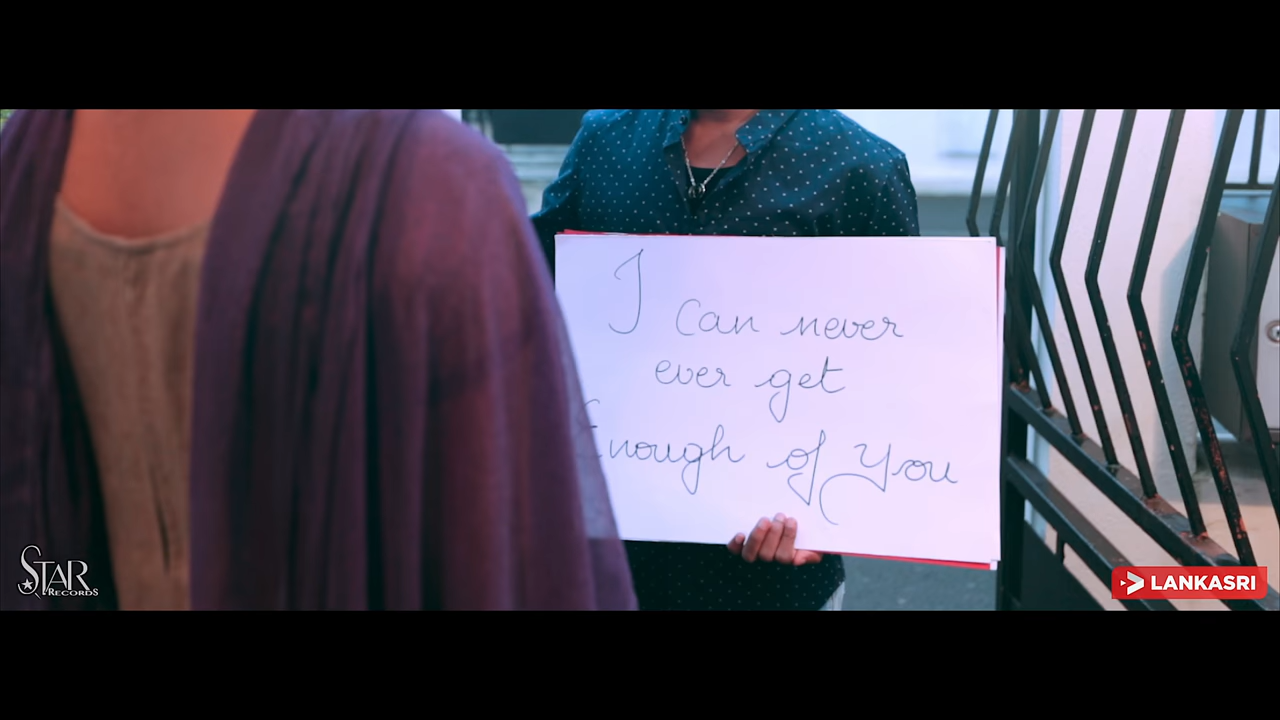 I can never
ever get
Enough of You
STAR RECORDS
LANKASRI